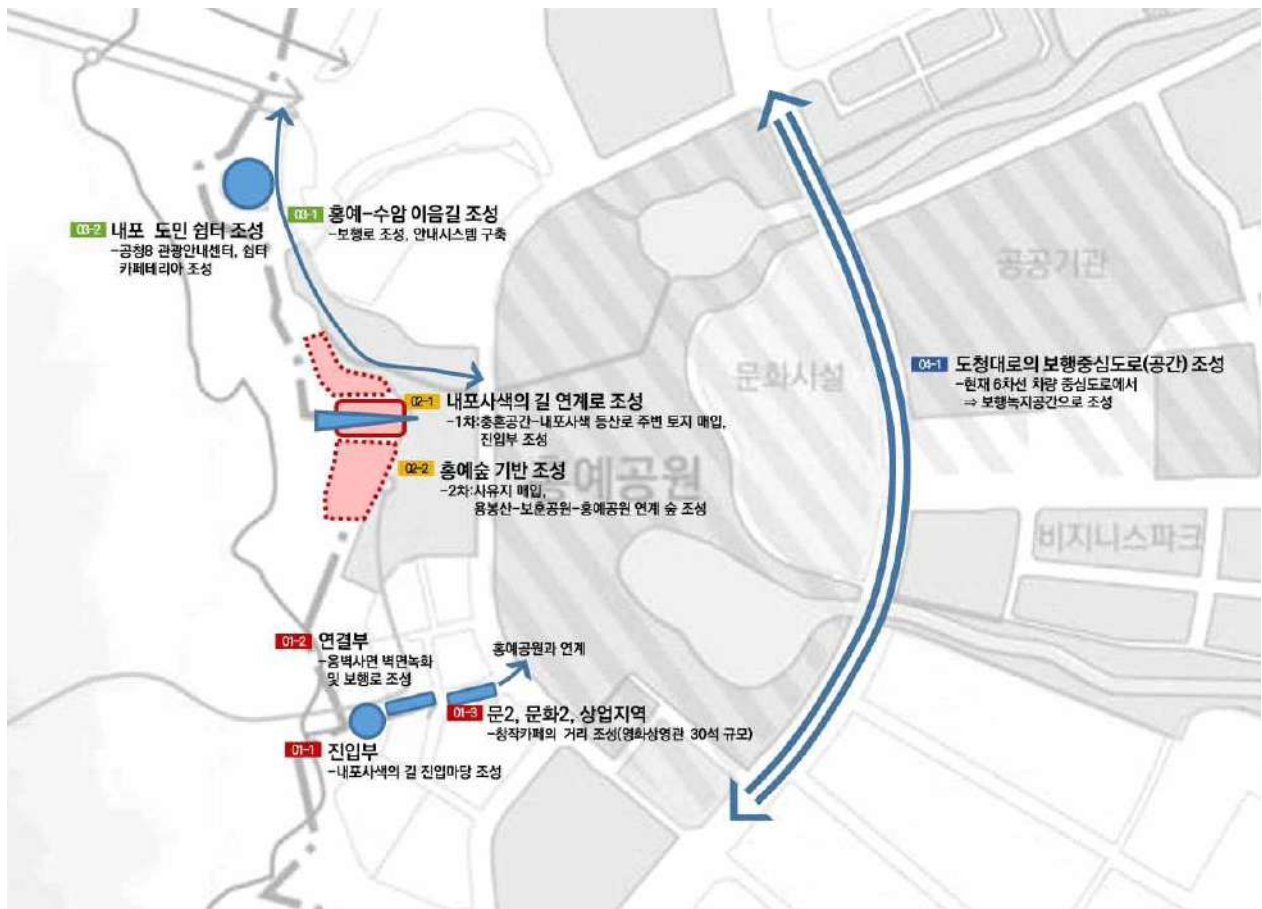 03-1 홍예-수암 이음길 조성
-보행로 조성, 안내시스템 구축
03-2 내포 도민 쉼터 조성
-공청8 관광안내센터, 쉼터
카페테리아 조성
공공기관
문화시설
04-1 도청대로의 보행중심도로(공간) 조성
-현재 6차선 차량 중심도로에서
⇒ 보행녹지공간으로 조성
02-1 내포사색의 길 연계로 조성
-1차:충혼공간-내포사색 등산로 주변 토지 매입,
진입부 조성
홍예공원
02-2 홍예숲 기반 조성
-2차:사유지 매입,
용봉산-보훈공원-홍예공원 연계 숲 조성
비지니스파크
01-2 연결부
-옹벽사면 벽면녹화
및 보행로 조성
홍예공원과 연계
01-3 문2, 문화2, 상업지역
-창작카페의 거리 조성(영화상영관 30석 규모)
01-1 진입부
-내포사색의 길 진입마당 조성